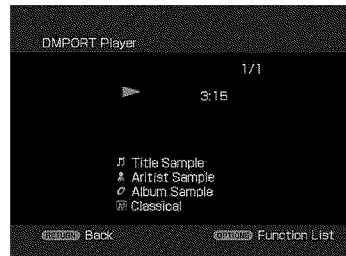 DMPORT Player
1/1
3:15
Title Sample
Aritist Sample
Album Sample
Classical
RETURN Back OPTIONS Function List